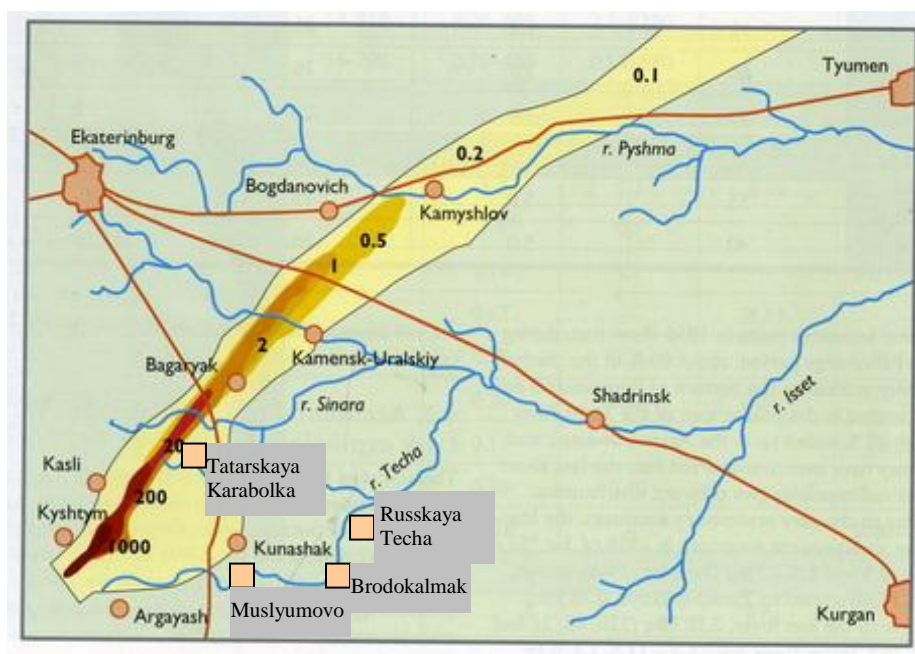 0.1
Tyumen
Ekaterinburg
r. Pyshma
0.2
Bogdanovich
Kamyshlov
0.5
1
2
Bagaryak
Kamensk-Uralskiy
r. Sinara
Shadrinsk
r. Isset
20
Kasli
Tatarskaya
Karabolka
r. Techa
200
Kyshtym
Russkaya
Techa
1000
Kunashak
Brodokalmak
Muslyumovo
Argayash
Kurgan